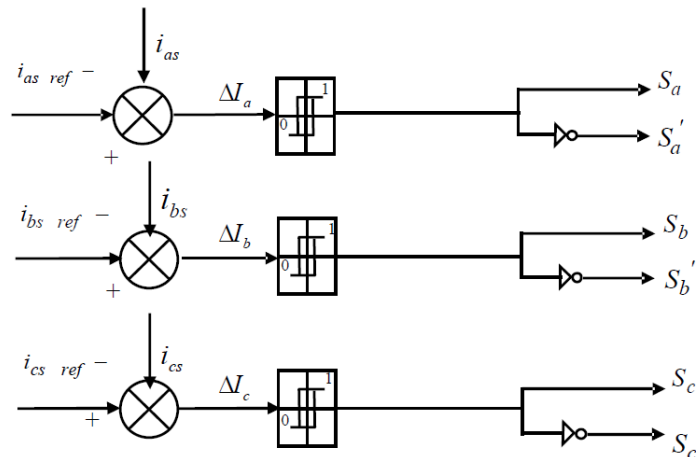 i_as
i_as ref −
+
ΔI_a
1
0
S_a
S_a'
i_bs
i_bs ref −
+
ΔI_b
1
0
S_b
S_b'
i_cs
i_cs ref −
+
ΔI_c
1
0
S_c
S_c